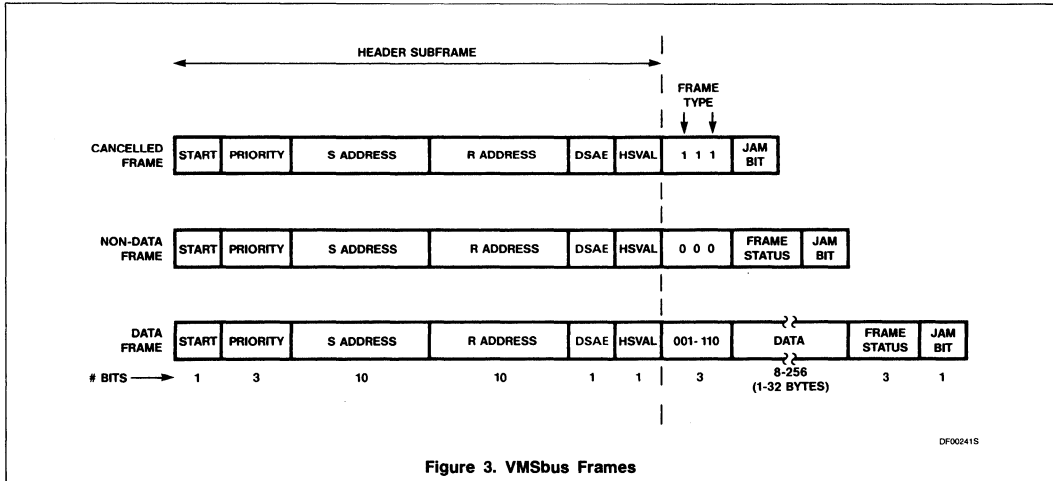 HEADER SUBFRAME
FRAME
TYPE
CANCELLED
FRAME
START PRIORITY S ADDRESS R ADDRESS DSAE HSVAL 1 1 1 JAM
BIT
NON-DATA
FRAME
START PRIORITY S ADDRESS R ADDRESS DSAE HSVAL 0 0 0 FRAME
STATUS JAM
BIT
DATA
FRAME
START PRIORITY S ADDRESS R ADDRESS DSAE HSVAL 001-110 DATA FRAME
STATUS JAM
BIT
# BITS 1 3 10 10 1 1 3 8-256
(1-32 BYTES) 3 1
DF00241S
Figure 3. VMSbus Frames